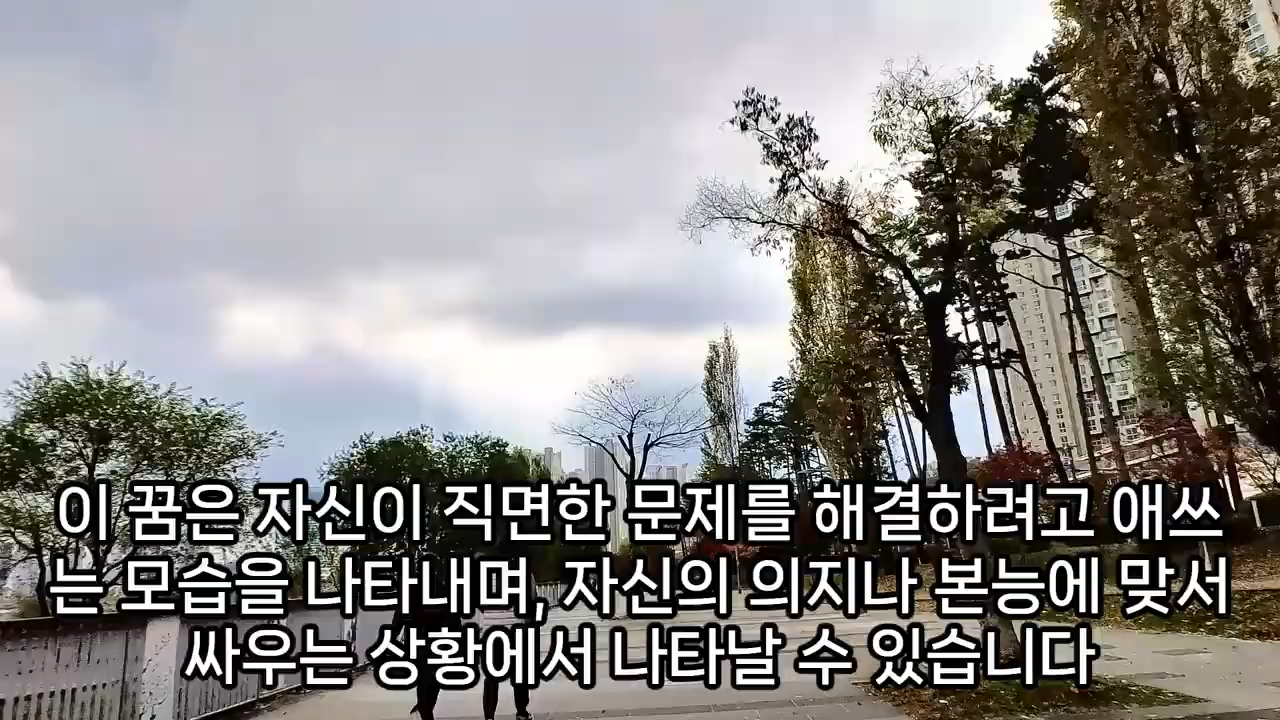 이 꿈은 자신이 직면한 문제를 해결하려고 애쓰
는 모습을 나타내며, 자신의 의지나 본능에 맞서
싸우는 상황에서 나타날 수 있습니다